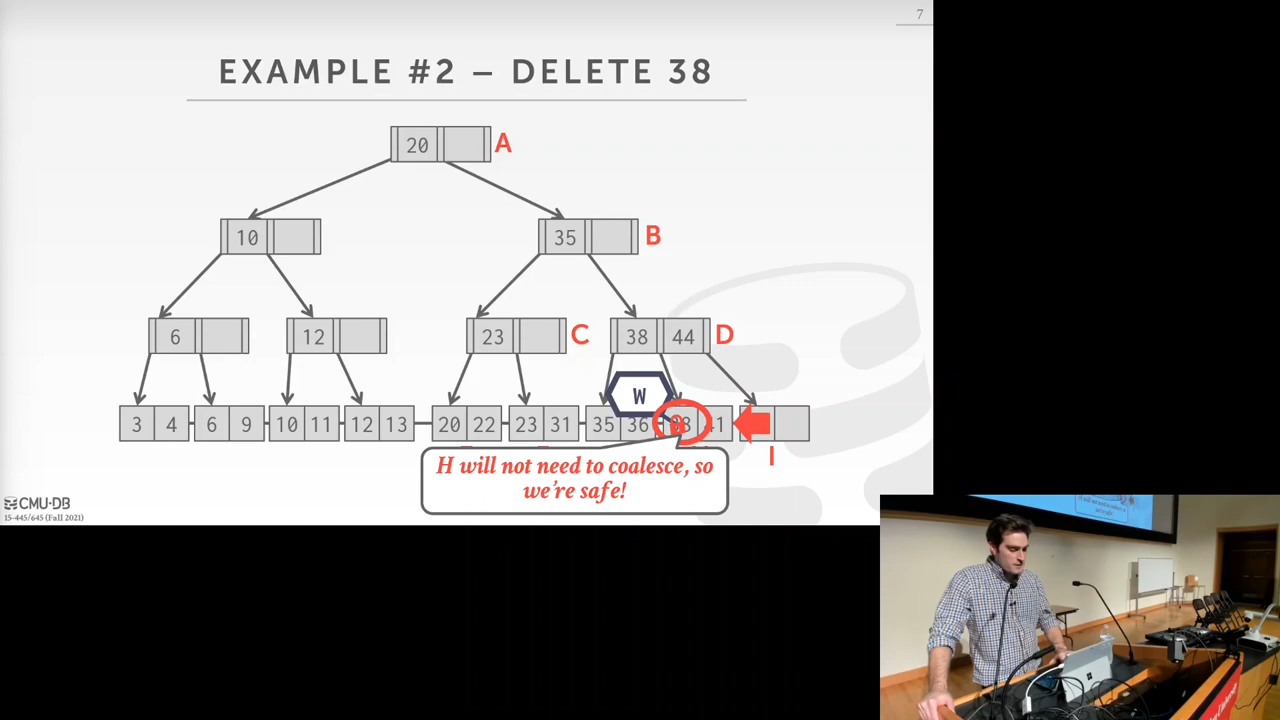 7
EXAMPLE #2 – DELETE 38
20 A
10 35 B
6 12 23 C 38 44 D
W
3 4 6 9 10 11 12 13 20 22 23 31 35 36 38 41
I
H will not need to coalesce, so
we're safe!
CMU·DB
15-445/645 (Fall 2021)